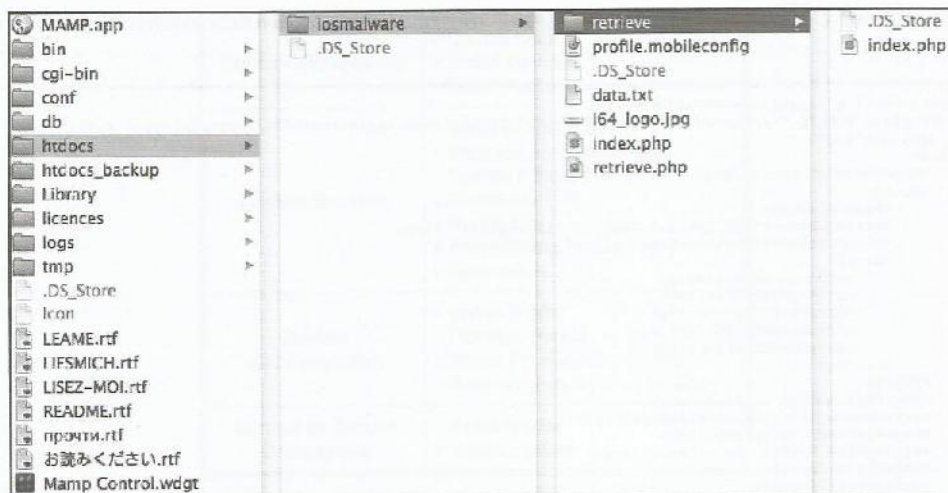 MAMP.app
bin
cgi-bin
conf
db
htdocs
htdocs_backup
Library
licences
logs
tmp
.DS_Store
Icon
LEAME.rtf
LIESMICH.rtf
LISEZ-MOI.rtf
README.rtf
прочти.rtf
お読みください.rtf
Mamp Control.wdgt
iosmalware
.DS_Store
retrieve
profile.mobileconfig
.DS_Store
data.txt
i64_logo.jpg
index.php
retrieve.php
.DS_Store
index.php